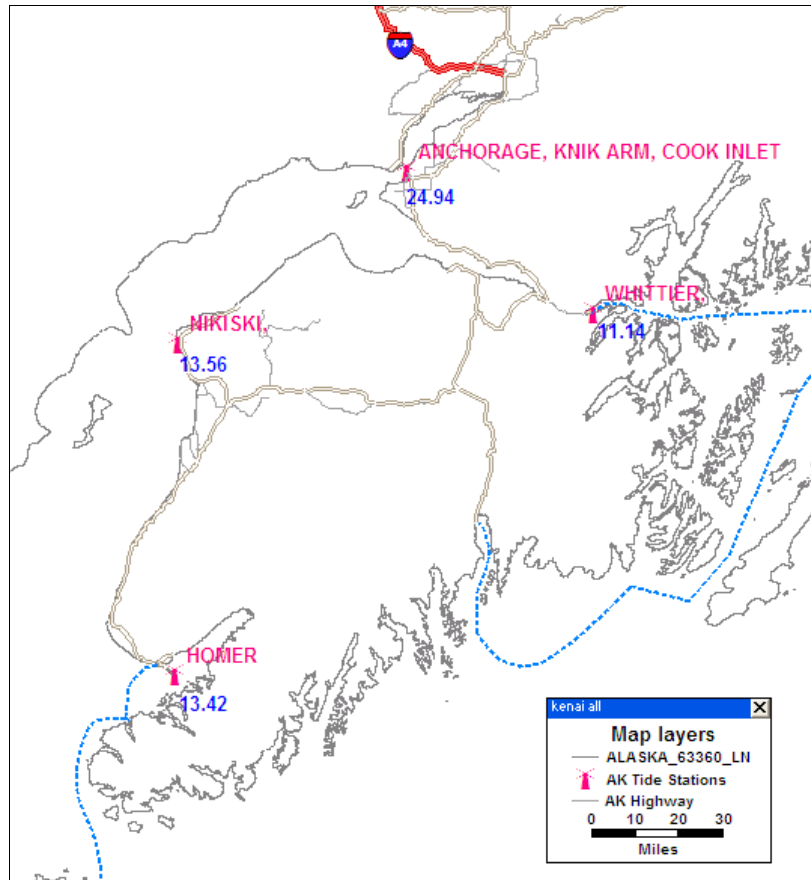 A4
ANCHORAGE, KNIK ARM, COOK INLET
24.94
WHITTIER,
11.14
NIKISKI,
13.56
HOMER
13.42
kenai all
Map layers
ALASKA_63360_LN
AK Tide Stations
AK Highway
0 10 20 30
Miles